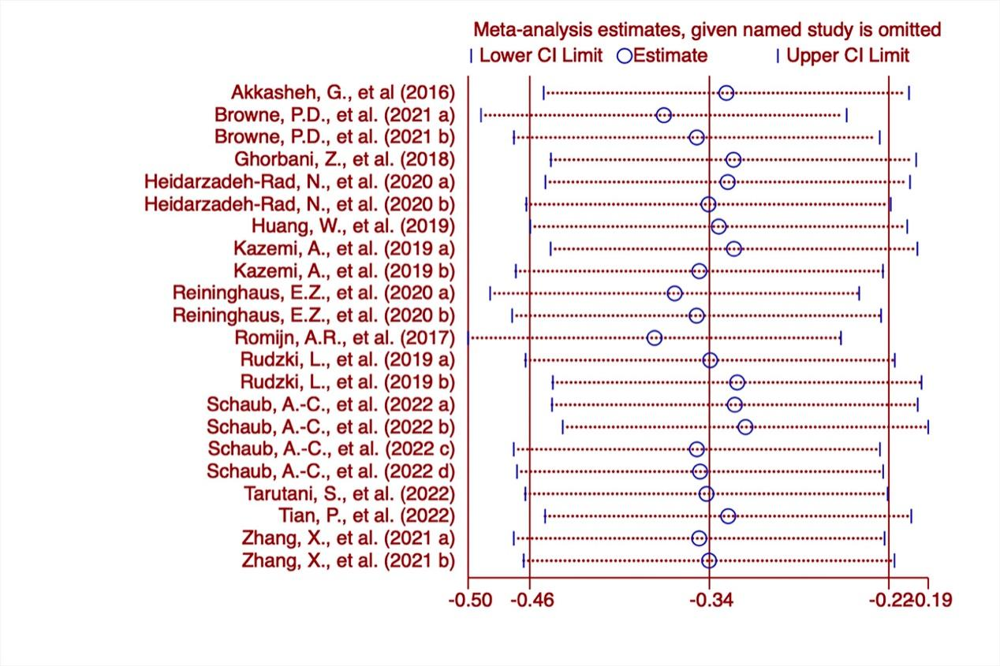 Meta-analysis estimates, given named study is omitted
| Lower CI Limit ○Estimate | Upper CI Limit
Akkasheh, G., et al (2016)
Browne, P.D., et al. (2021 a)
Browne, P.D., et al. (2021 b)
Ghorbani, Z., et al. (2018)
Heidarzadeh-Rad, N., et al. (2020 a)
Heidarzadeh-Rad, N., et al. (2020 b)
Huang, W., et al. (2019)
Kazemi, A., et al. (2019 a)
Kazemi, A., et al. (2019 b)
Reininghaus, E.Z., et al. (2020 a)
Reininghaus, E.Z., et al. (2020 b)
Romijn, A.R., et al. (2017)
Rudzki, L., et al. (2019 a)
Rudzki, L., et al. (2019 b)
Schaub, A.-C., et al. (2022 a)
Schaub, A.-C., et al. (2022 b)
Schaub, A.-C., et al. (2022 c)
Schaub, A.-C., et al. (2022 d)
Tarutani, S., et al. (2022)
Tian, P., et al. (2022)
Zhang, X., et al. (2021 a)
Zhang, X., et al. (2021 b)
-0.50 -0.46 -0.34 -0.22 -0.19